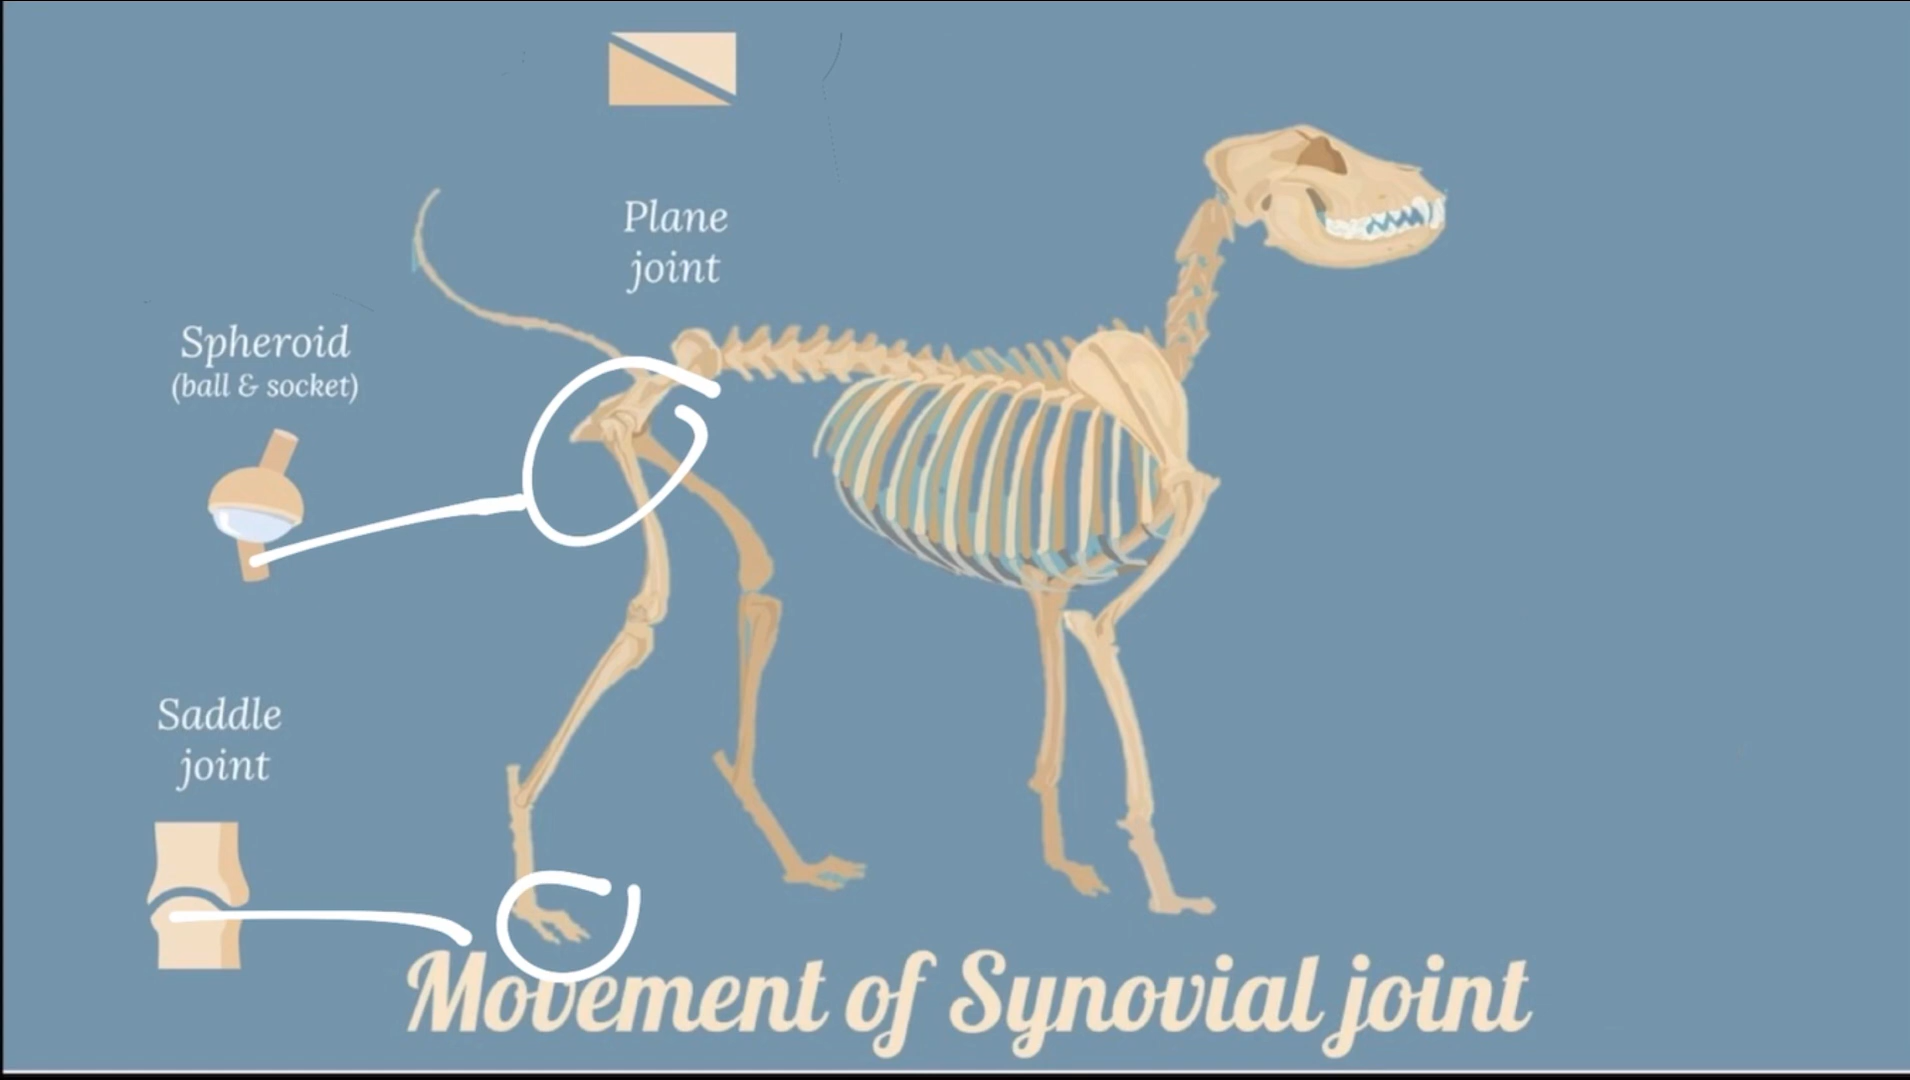 Plane
joint
Spheroid
(ball & socket)
Saddle
joint
Movement of Synovial joint